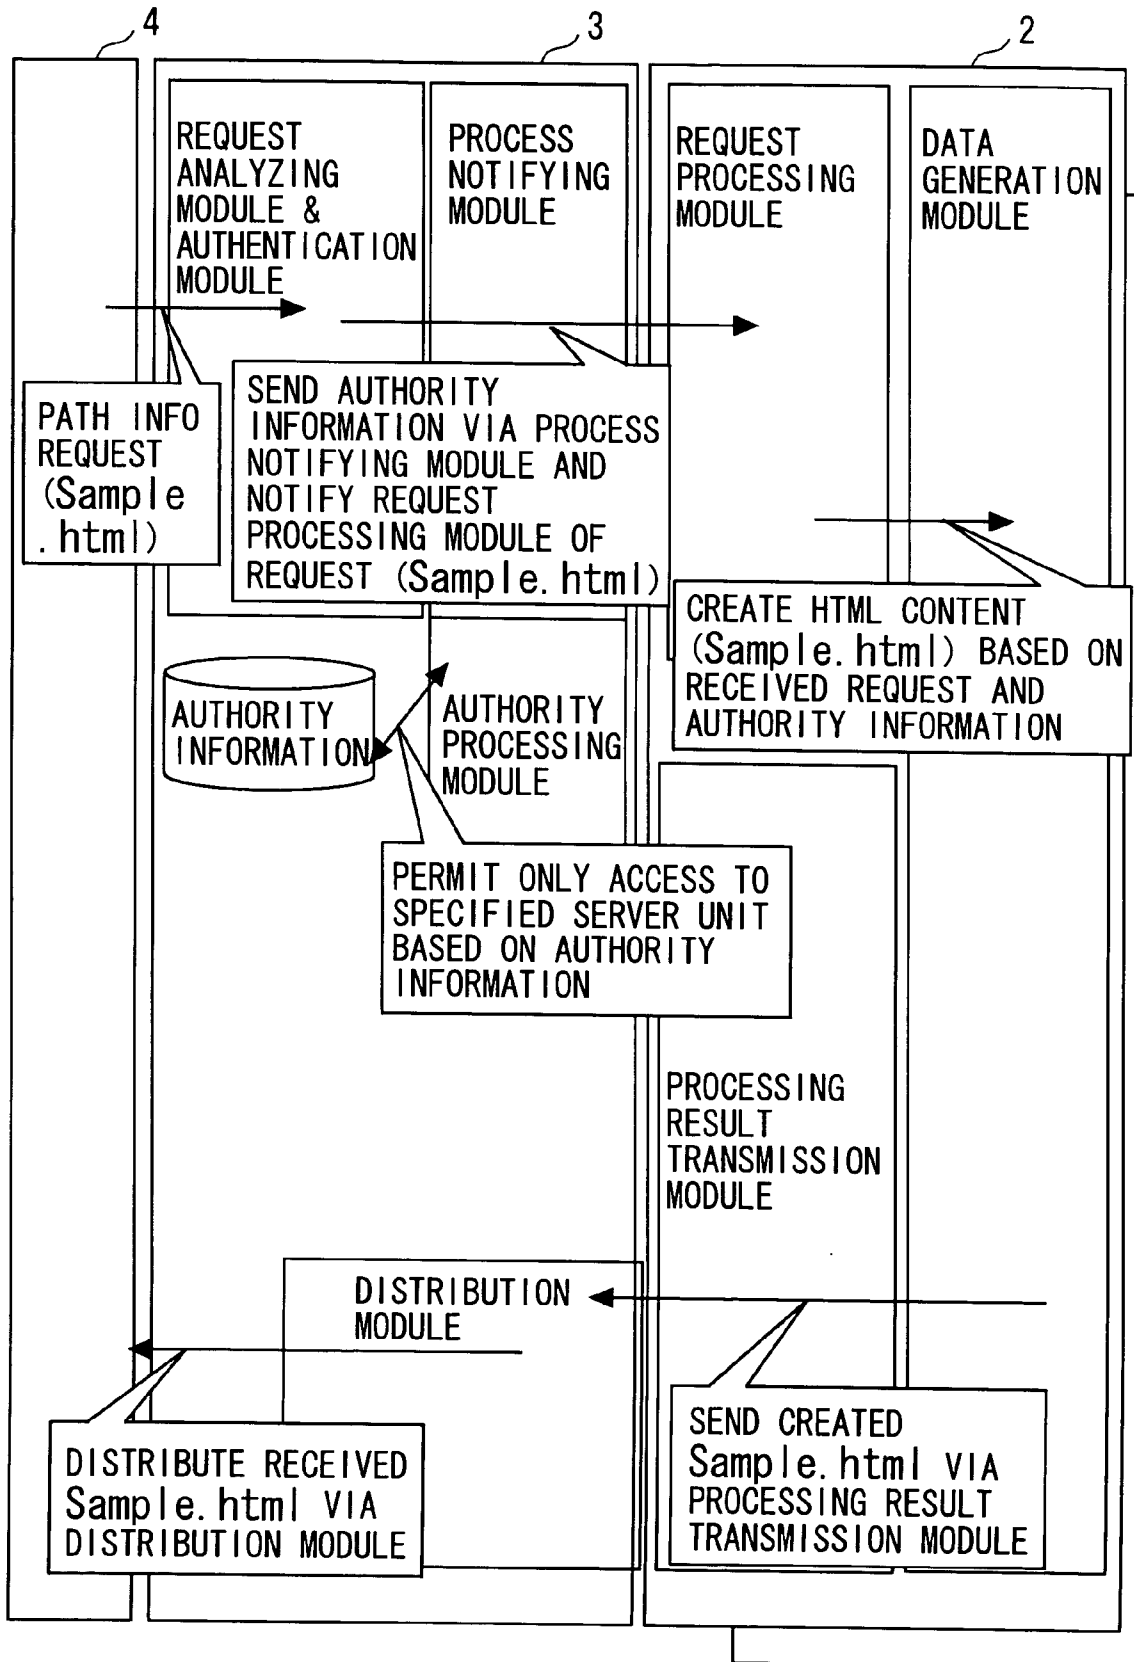 4
3
2
REQUEST
ANALYZING
MODULE &
AUTHENTICATION
MODULE
PROCESS
NOTIFYING
MODULE
REQUEST
PROCESSING
MODULE
DATA
GENERATION
MODULE
PATH INFO
REQUEST
(Sample
.html)
SEND AUTHORITY
INFORMATION VIA PROCESS
NOTIFYING MODULE AND
NOTIFY REQUEST
PROCESSING MODULE OF
REQUEST (Sample.html)
CREATE HTML CONTENT
(Sample.html) BASED ON
RECEIVED REQUEST AND
AUTHORITY INFORMATION
AUTHORITY
INFORMATION
AUTHORITY
PROCESSING
MODULE
PERMIT ONLY ACCESS TO
SPECIFIED SERVER UNIT
BASED ON AUTHORITY
INFORMATION
PROCESSING
RESULT
TRANSMISSION
MODULE
DISTRIBUTION
MODULE
SEND CREATED
Sample.html VIA
PROCESSING RESULT
TRANSMISSION MODULE
DISTRIBUTE RECEIVED
Sample.html VIA
DISTRIBUTION MODULE